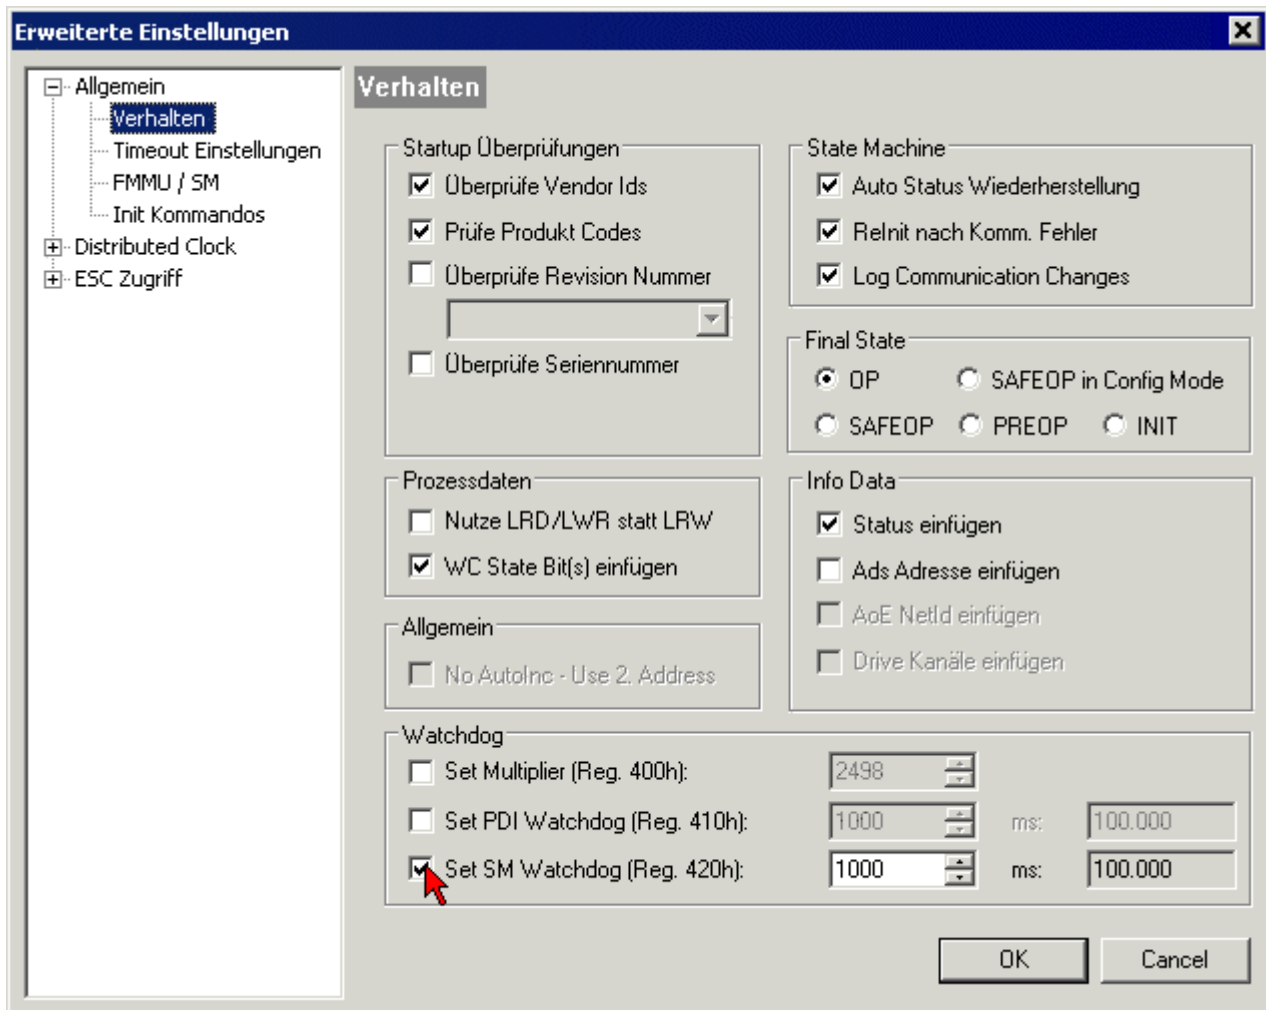 Erweiterte Einstellungen
Allgemein
Verhalten
Timeout Einstellungen
FMMU / SM
Init Kommandos
Distributed Clock
ESC Zugriff
Verhalten
Startup Überprüfungen
Überprüfe Vendor Ids
Prüfe Produkt Codes
Überprüfe Revision Nummer
Überprüfe Seriennummer
State Machine
Auto Status Wiederherstellung
ReInit nach Komm. Fehler
Log Communication Changes
Final State
OP SAFEOP in Config Mode
SAFEOP PREOP INIT
Prozessdaten
Nutze LRD/LWR statt LRW
WC State Bit(s) einfügen
Info Data
Status einfügen
Ads Adresse einfügen
AoE NetId einfügen
Drive Kanäle einfügen
Allgemein
No AutoInc - Use 2. Address
Watchdog
Set Multiplier (Reg. 400h): 2498
Set PDI Watchdog (Reg. 410h): 1000 ms: 100.000
Set SM Watchdog (Reg. 420h): 1000 ms: 100.000
OK Cancel